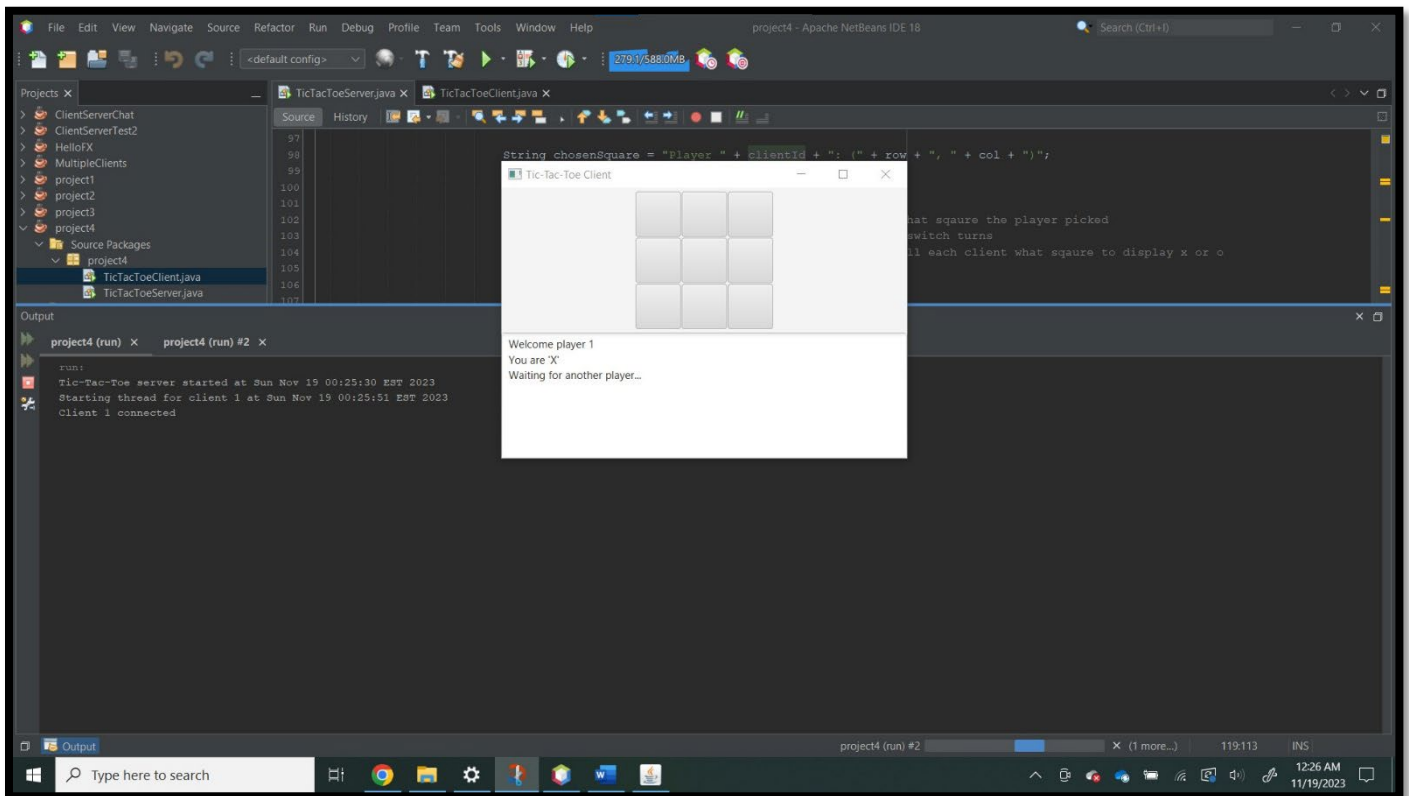 File Edit View Navigate Source Refactor Run Debug Profile Team Tools Window Help project4 - Apache NetBeans IDE 18 Search (Ctrl+I)
<default config> 279.1/588.0MB
Projects
TicTacToeServer.java TicTacToeClient.java
ClientServerChat
ClientServerTest2
HelloFX
MultipleClients
project1
project2
project3
project4
Source Packages
project4
TicTacToeClient.java
TicTacToeServer.java
Source History
97
98 String chosenSquare = "Player " + clientId + ": (" + row + ", " + col + ")";
99
100
101
102 hat sqaure the player picked
103 switch turns
104 ll each client what sqaure to display x or o
105
106
107
Tic-Tac-Toe Client
Welcome player 1
You are 'X'
Waiting for another player...
Output
project4 (run) project4 (run) #2
run:
Tic-Tac-Toe server started at Sun Nov 19 00:25:30 EST 2023
Starting thread for client 1 at Sun Nov 19 00:25:51 EST 2023
Client 1 connected
Output project4 (run) #2 (1 more...) 119:113 INS
Type here to search
12:26 AM
11/19/2023